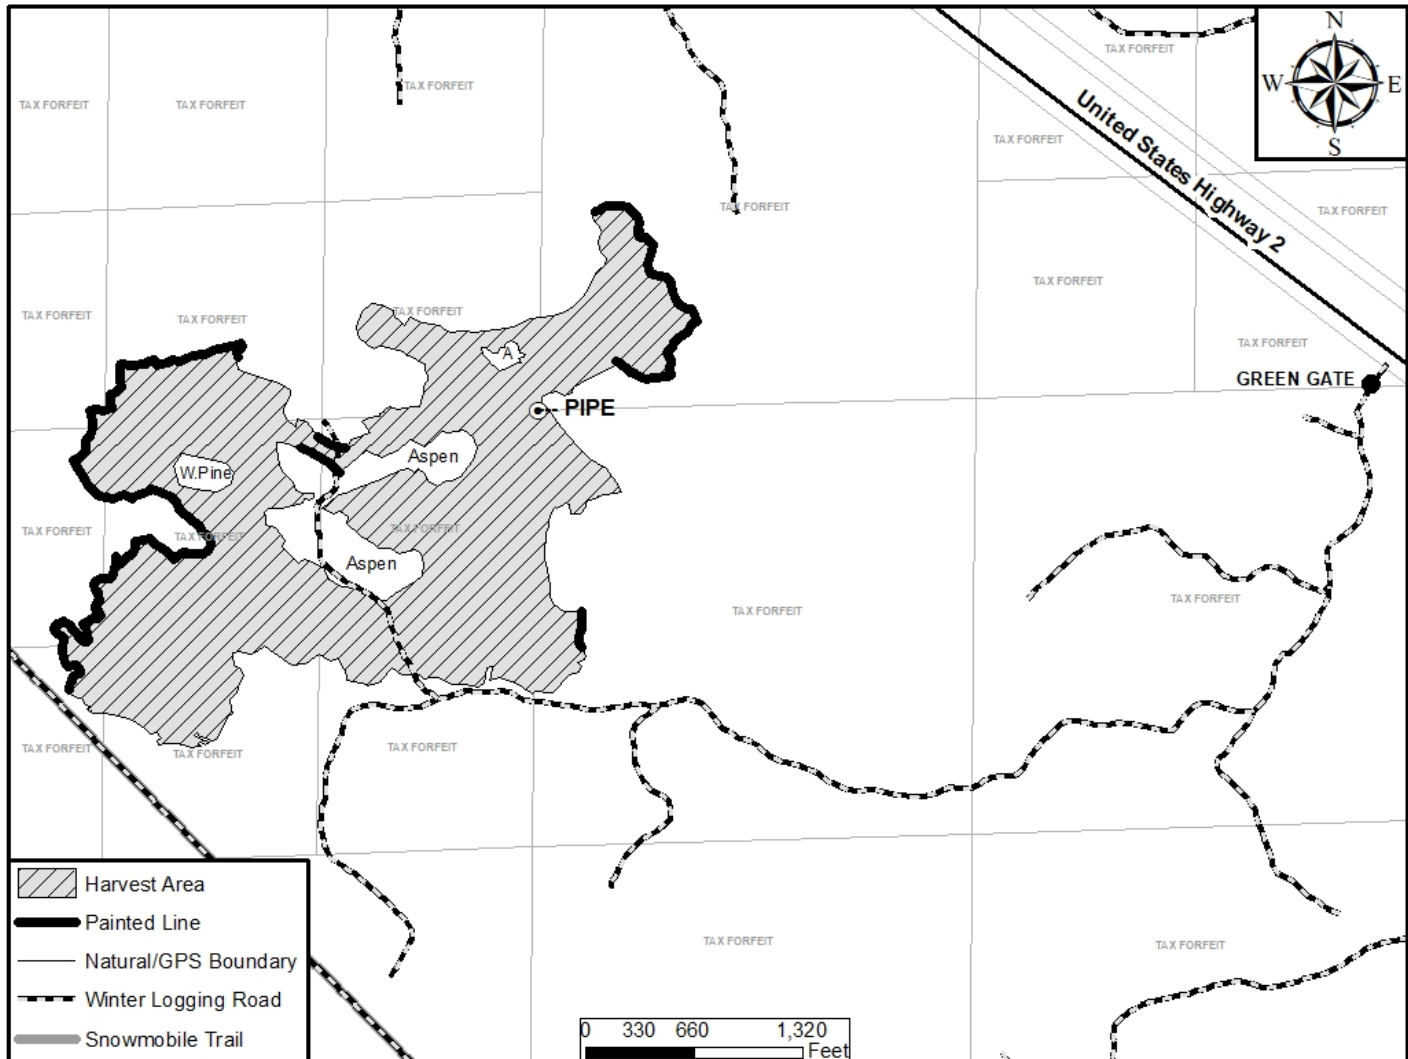 N
TAX FORFEIT
TAX FORFEIT
W
E
TAX FORFEIT
TAX FORFEIT
TAX FORFEIT
United States Highway 2
TAX FORFEIT
S
TAX FORFEIT
TAX FORFEIT
TAX FORFEIT
TAX FORFEIT
TAX FORFEIT
TAX FORFEIT
TAX FORFEIT
A
GREEN GATE
PIPE
Aspen
W.Pine
TAX FORFEIT
TAX FORFEIT
TAX FORFEIT
Aspen
TAX FORFEIT
TAX FORFEIT
TAX FORFEIT
TAX FORFEIT
TAX FORFEIT
Harvest Area
Painted Line
TAX FORFEIT
TAX FORFEIT
Natural/GPS Boundary
Winter Logging Road
Snowmobile Trail
0 330 660 1,320
Feet